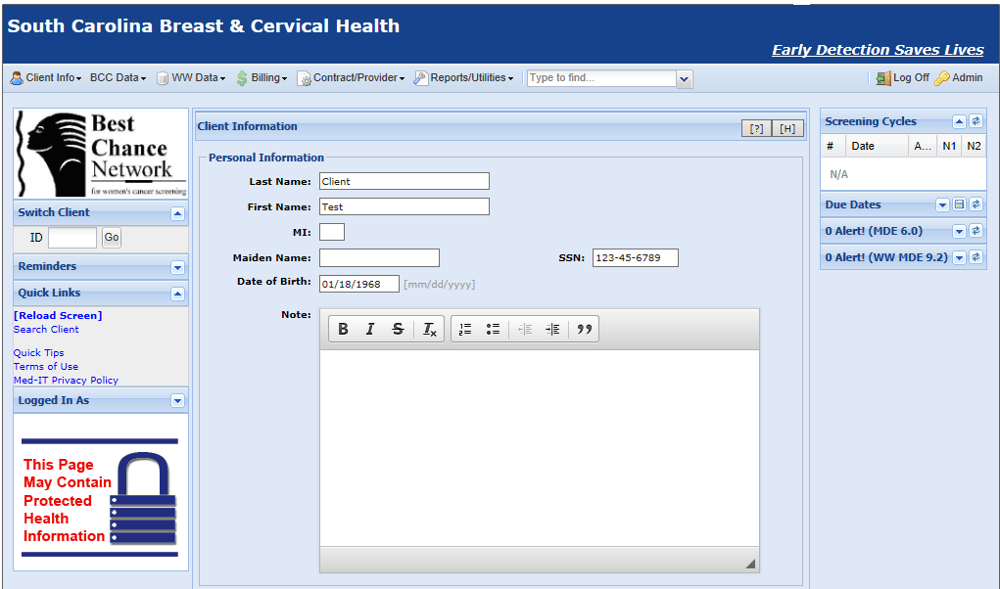 South Carolina Breast & Cervical Health
Early Detection Saves Lives
Client Info BCC Data WW Data Billing Contract/Provider Reports/Utilities Type to find... Log Off Admin
Best
Chance
Network
for women's cancer screening
Switch Client
ID Go
Reminders
Quick Links
[Reload Screen]
Search Client
Quick Tips
Terms of Use
Med-IT Privacy Policy
Logged In As
This Page
May Contain
Protected
Health
Information
Client Information [?] [H]
Personal Information
Last Name: Client
First Name: Test
MI:
Maiden Name: SSN: 123-45-6789
Date of Birth: 01/18/1968 [mm/dd/yyyy]
Note:
B I S Tx
Screening Cycles
# Date A... N1 N2
N/A
Due Dates
0 Alert! (MDE 6.0)
0 Alert! (WW MDE 9.2)